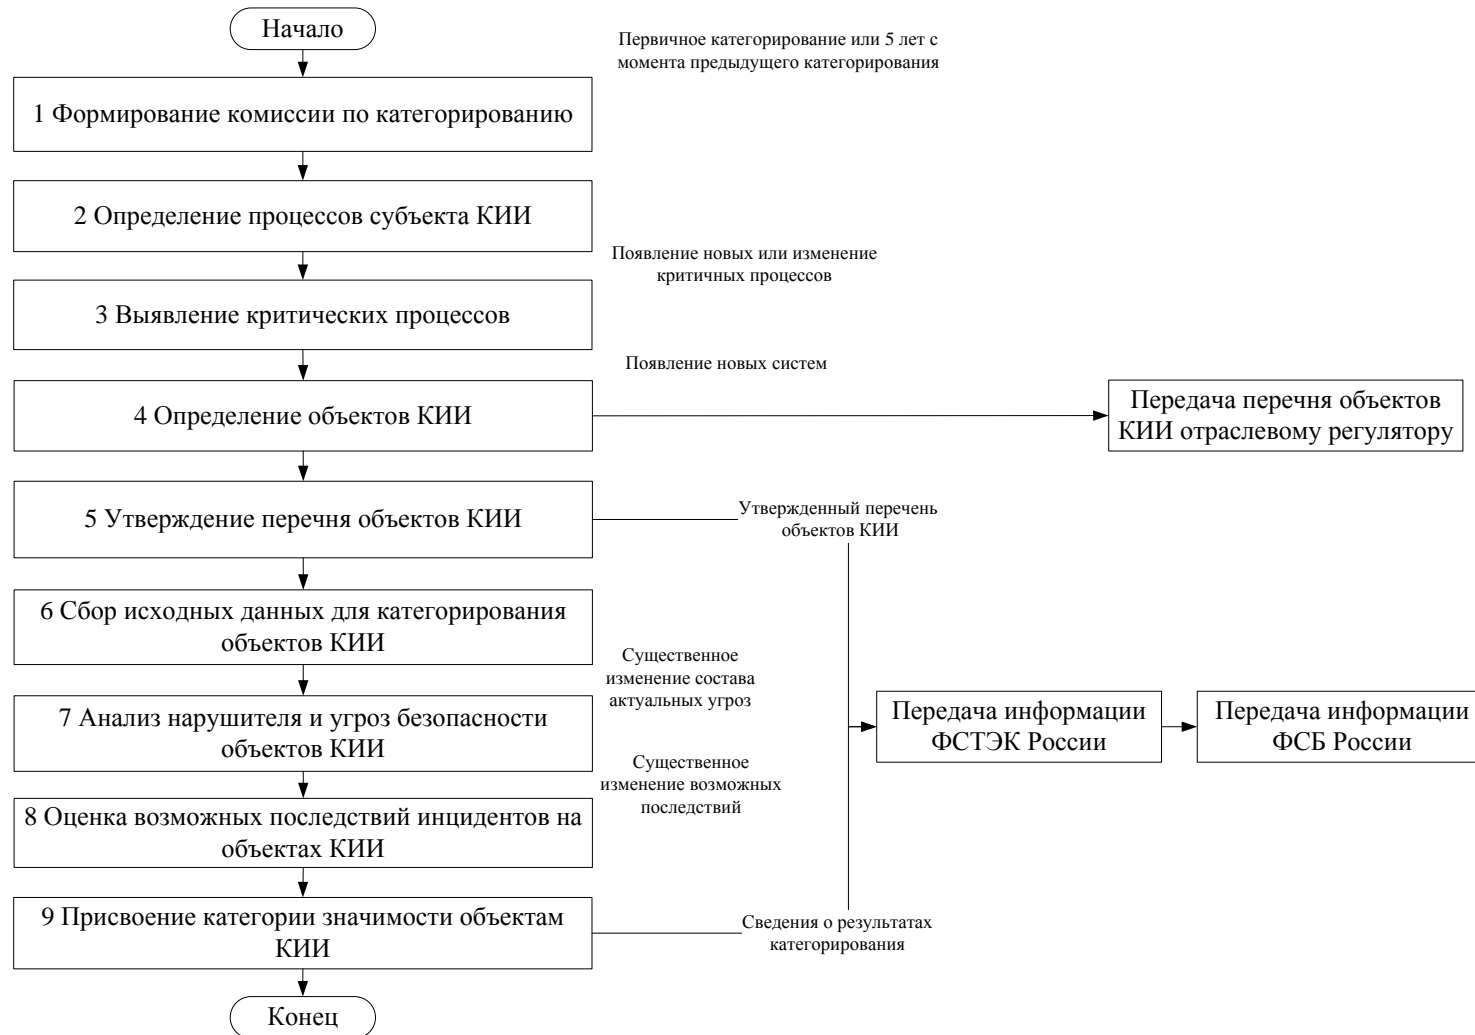 Начало
Первичное категорирование или 5 лет с
момента предыдущего категорирования
1 Формирование комиссии по категорированию
2 Определение процессов субъекта КИИ
Появление новых или изменение
критичных процессов
3 Выявление критических процессов
Появление новых систем
4 Определение объектов КИИ
Передача перечня объектов
КИИ отраслевому регулятору
5 Утверждение перечня объектов КИИ
Утвержденный перечень
объектов КИИ
6 Сбор исходных данных для категорирования
объектов КИИ
Существенное
изменение состава
актуальных угроз
7 Анализ нарушителя и угроз безопасности
объектов КИИ
Передача информации
ФСТЭК России
Передача информации
ФСБ России
Существенное
изменение возможных
последствий
8 Оценка возможных последствий инцидентов на
объектах КИИ
9 Присвоение категории значимости объектам
КИИ
Сведения о результатах
категорирования
Конец